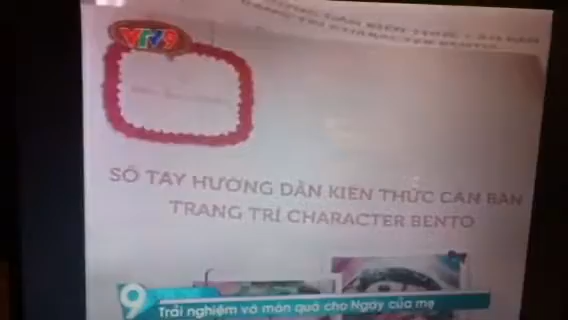 VTV9
SỔ TAY HƯỚNG DẪN KIẾN THỨC CĂN BẢN
TRANG TRÍ CHARACTER BENTO
9
Trải nghiệm và món quà cho Ngày của mẹ